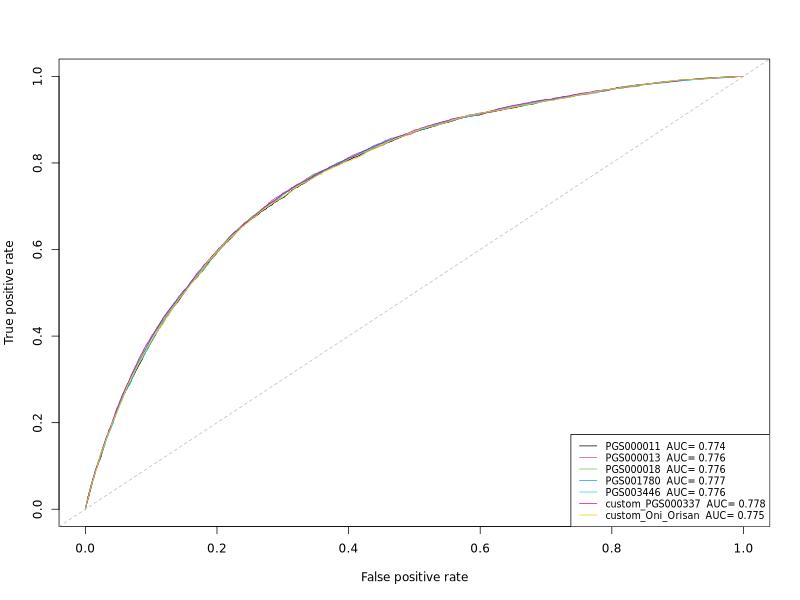 1.0
0.8
0.6
0.4
0.2
0.0
True positive rate
PGS000011 AUC= 0.774
PGS000013 AUC= 0.776
PGS000018 AUC= 0.776
PGS001780 AUC= 0.777
PGS003446 AUC= 0.776
custom_PGS000337 AUC= 0.778
custom_Oni_Orisan AUC= 0.775
0.0 0.2 0.4 0.6 0.8 1.0
False positive rate